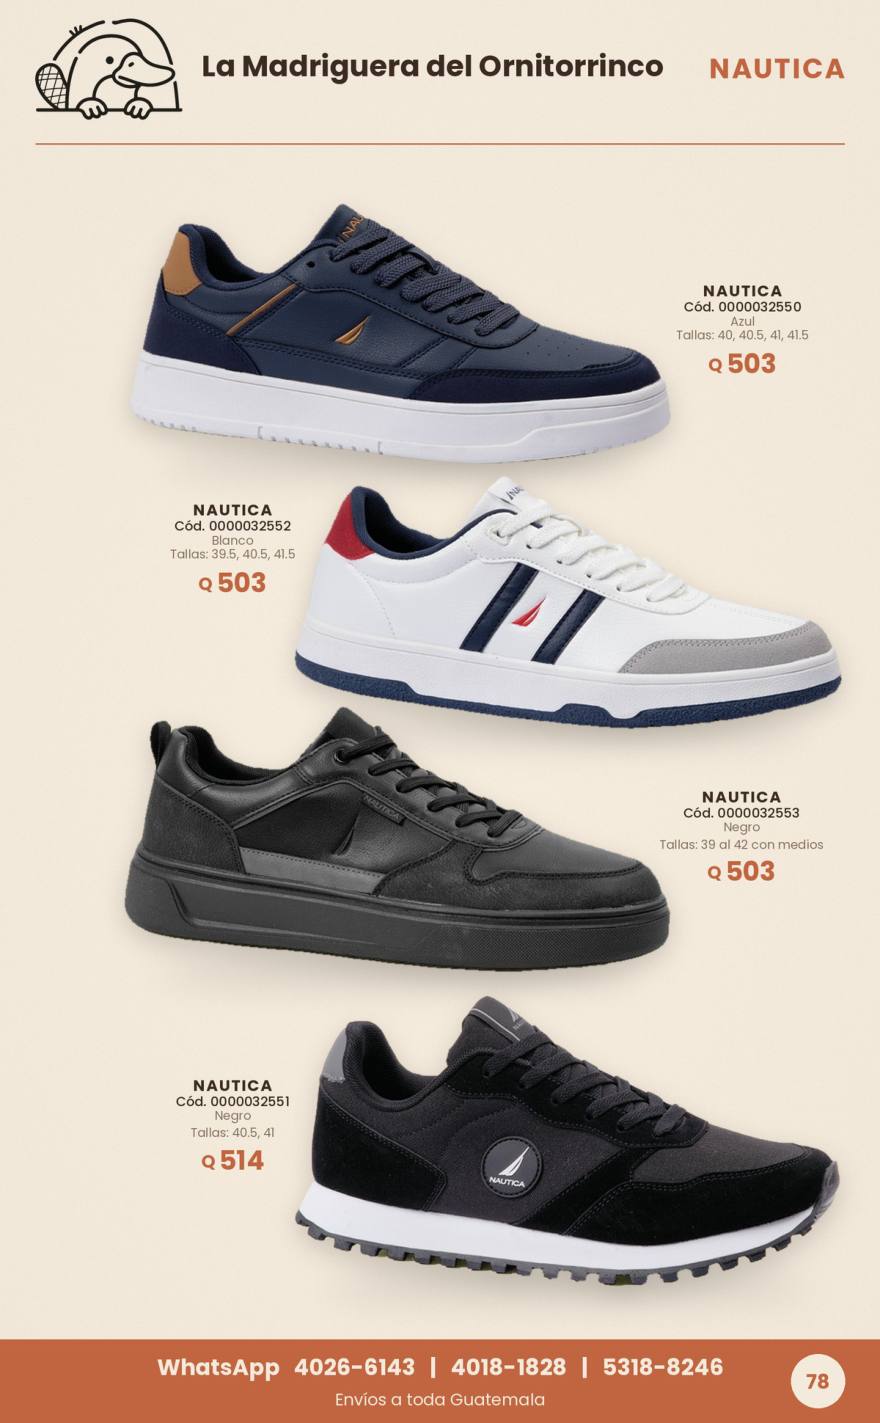 La Madriguera del Ornitorrinco
NAUTICA
NAUTICA
Cód. 0000032550
Azul
Tallas: 40, 40.5, 41, 41.5
Q 503
NAUTICA
Cód. 0000032552
Blanco
Tallas: 39.5, 40.5, 41.5
Q 503
NAUTICA
NAUTICA
Cód. 0000032553
Negro
Tallas: 39 al 42 con medios
Q 503
NAUTICA
Cód. 0000032551
Negro
Tallas: 40.5, 41
Q 514
NAUTICA
WhatsApp 4026-6143 | 4018-1828 | 5318-8246
Envíos a toda Guatemala
78